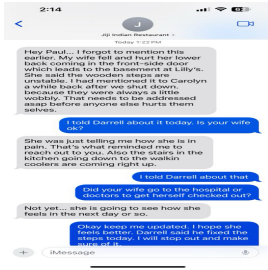 2:14
J
Jiji Indian Restaurant >
Today 1:22 PM
Hey Paul... I forgot to mention this
earlier. My wife fell and hurt her lower
back coming in the front-side door
which leads to the basement at Lilly's.
She said the wooden steps are
unstable. I had mentioned it to Carolyn
a while back after we shut down,
because they were always a little
wobbly. That needs to be addressed
asap before anyone else hurts them
selves.
I told Darrell about it today. Is your wife
ok?
She was just telling me how she is in
pain. That's what reminded me to
reach out to you. Also the stairs in the
kitchen going down to the walkin
coolers are coming right up.
I told Darrell about that
Did your wife go to the hospital or
doctors to get herself checked out?
Not yet... she is going to see how she
feels in the next day or so.
Okay keep me updated. I hope she
feels better. Darrell said he fixed the
steps today. I will stop out and make
sure of it.
iMessage